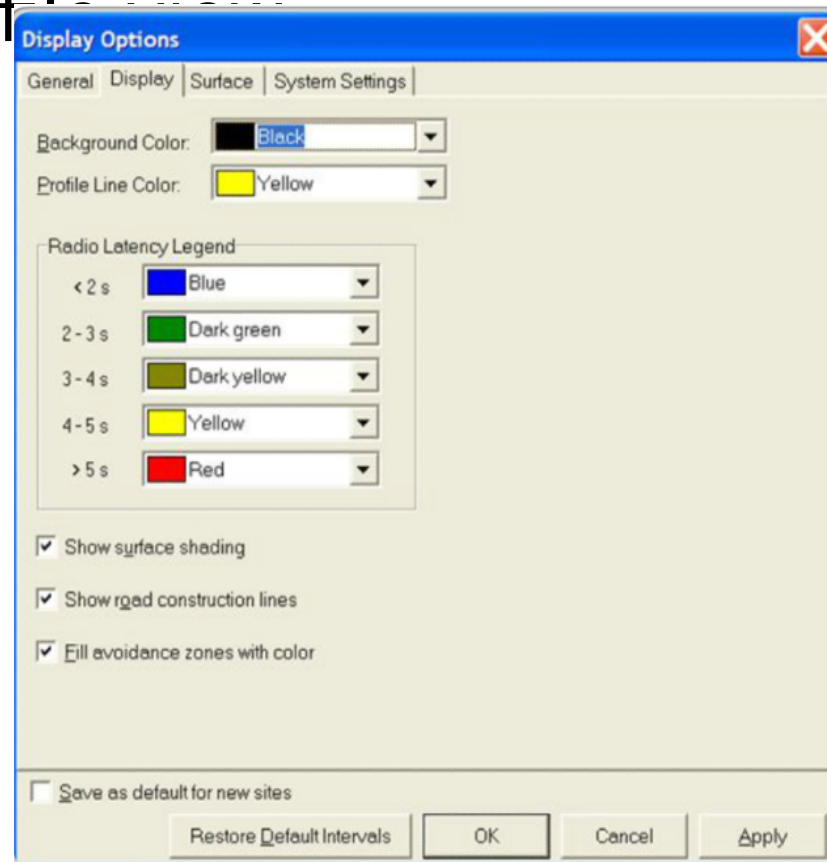 Display Options
General Display Surface System Settings
Background Color: Black
Profile Line Color: Yellow
Radio Latency Legend
< 2 s Blue
2 - 3 s Dark green
3 - 4 s Dark yellow
4 - 5 s Yellow
> 5 s Red
Show surface shading
Show road construction lines
Fill avoidance zones with color
Save as default for new sites
Restore Default Intervals OK Cancel Apply